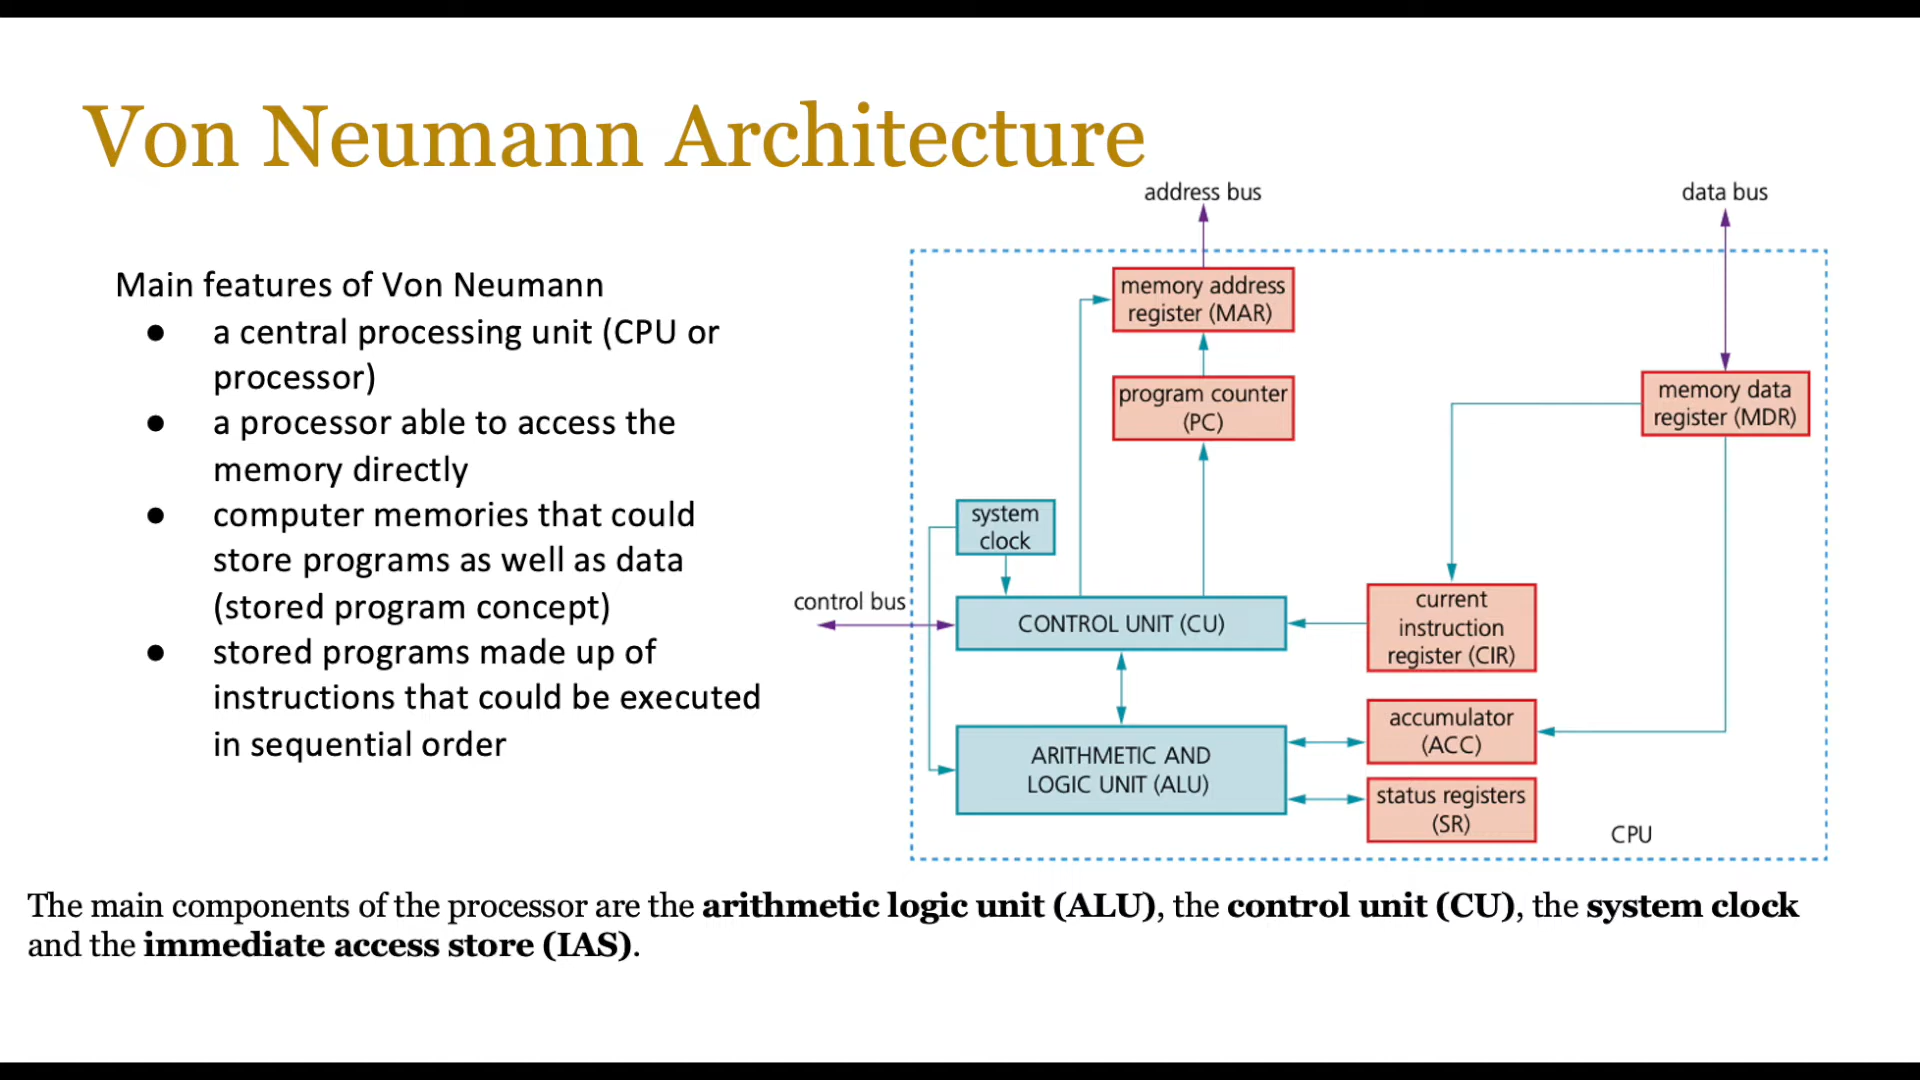 Von Neumann Architecture
Main features of Von Neumann
● a central processing unit (CPU or
processor)
● a processor able to access the
memory directly
● computer memories that could
store programs as well as data
(stored program concept)
● stored programs made up of
instructions that could be executed
in sequential order
address bus
data bus
memory address
register (MAR)
program counter
(PC)
memory data
register (MDR)
system
clock
control bus
CONTROL UNIT (CU)
current
instruction
register (CIR)
ARITHMETIC AND
LOGIC UNIT (ALU)
accumulator
(ACC)
status registers
(SR)
CPU
The main components of the processor are the arithmetic logic unit (ALU), the control unit (CU), the system clock
and the immediate access store (IAS).